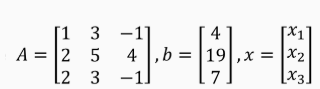 A = [1 3 −1; 2 5 4; 2 3 −1], b = [4; 19; 7], x = [x₁; x₂; x₃]